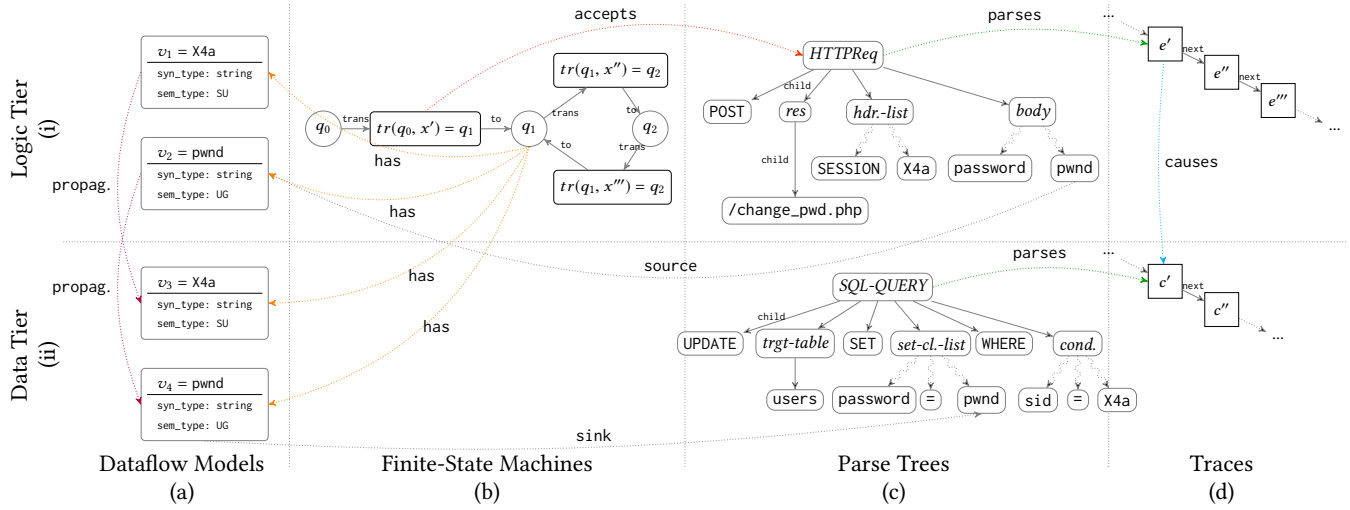 Logic Tier
(i)
v₁ = X4a
syn_type: string
sem_type: SU
v₂ = pwnd
syn_type: string
sem_type: UG
propag.
q₀
trans
tr(q₀, x′) = q₁
to
q₁
trans
tr(q₁, x″) = q₂
to
q₂
trans
tr(q₁, x‴) = q₂
to
has
has
accepts
HTTPReq
child
POST
res
hdr.-list
body
child
SESSION
X4a
password
pwnd
/change_pwd.php
parses
...
e′
next
e″
next
e‴
...
causes
source
Data Tier
(ii)
propag.
v₃ = X4a
syn_type: string
sem_type: SU
v₄ = pwnd
syn_type: string
sem_type: UG
has
has
sink
SQL-QUERY
child
UPDATE
trgt-table
SET
set-cl.-list
WHERE
cond.
users
password
=
pwnd
sid
=
X4a
parses
...
c′
next
c″
...
Dataflow Models
(a)
Finite-State Machines
(b)
Parse Trees
(c)
Traces
(d)